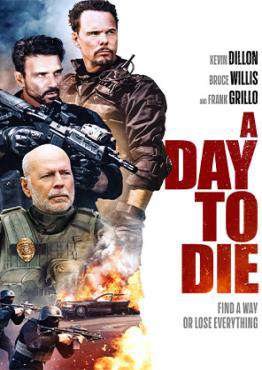 KEVIN DILLON
BRUCE WILLIS
AND FRANK GRILLO
A
DAY
TO
DIE
FIND A WAY
OR LOSE EVERYTHING